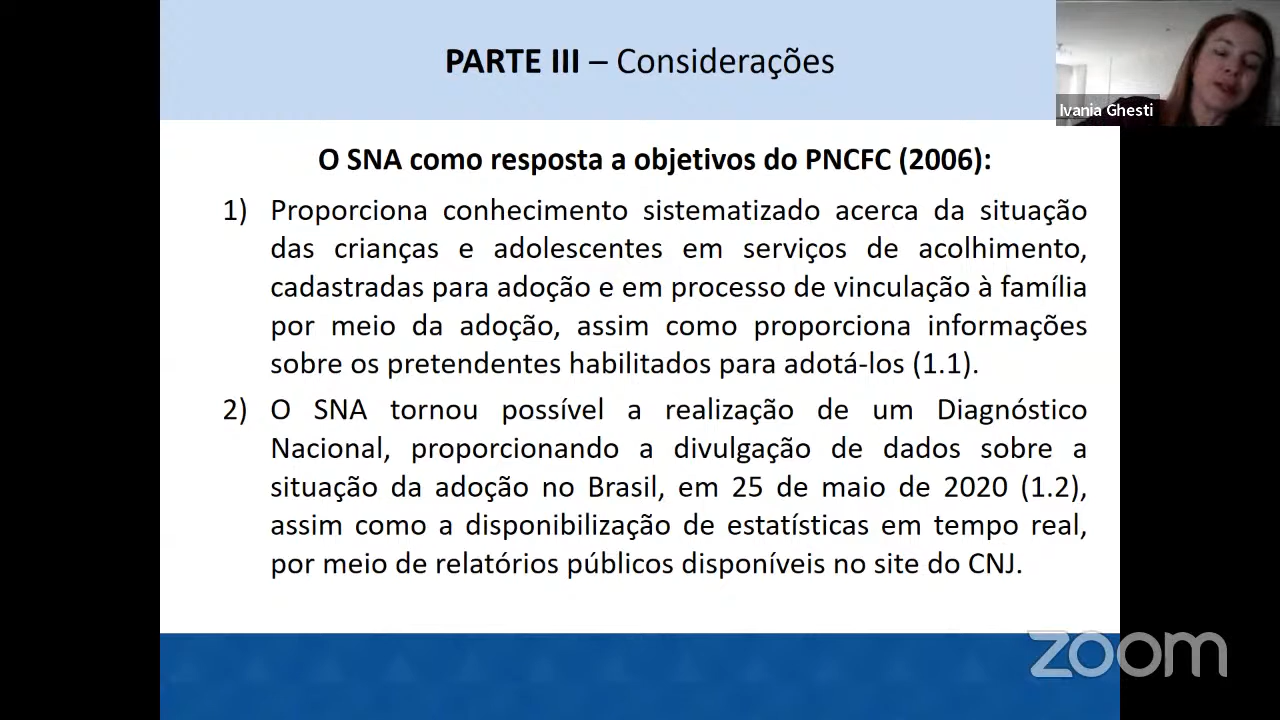 PARTE III – Considerações
Ivania Ghesti
O SNA como resposta a objetivos do PNCFC (2006):
1) Proporciona conhecimento sistematizado acerca da situação
das crianças e adolescentes em serviços de acolhimento,
cadastradas para adoção e em processo de vinculação à família
por meio da adoção, assim como proporciona informações
sobre os pretendentes habilitados para adotá-los (1.1).
2) O SNA tornou possível a realização de um Diagnóstico
Nacional, proporcionando a divulgação de dados sobre a
situação da adoção no Brasil, em 25 de maio de 2020 (1.2),
assim como a disponibilização de estatísticas em tempo real,
por meio de relatórios públicos disponíveis no site do CNJ.
zoom